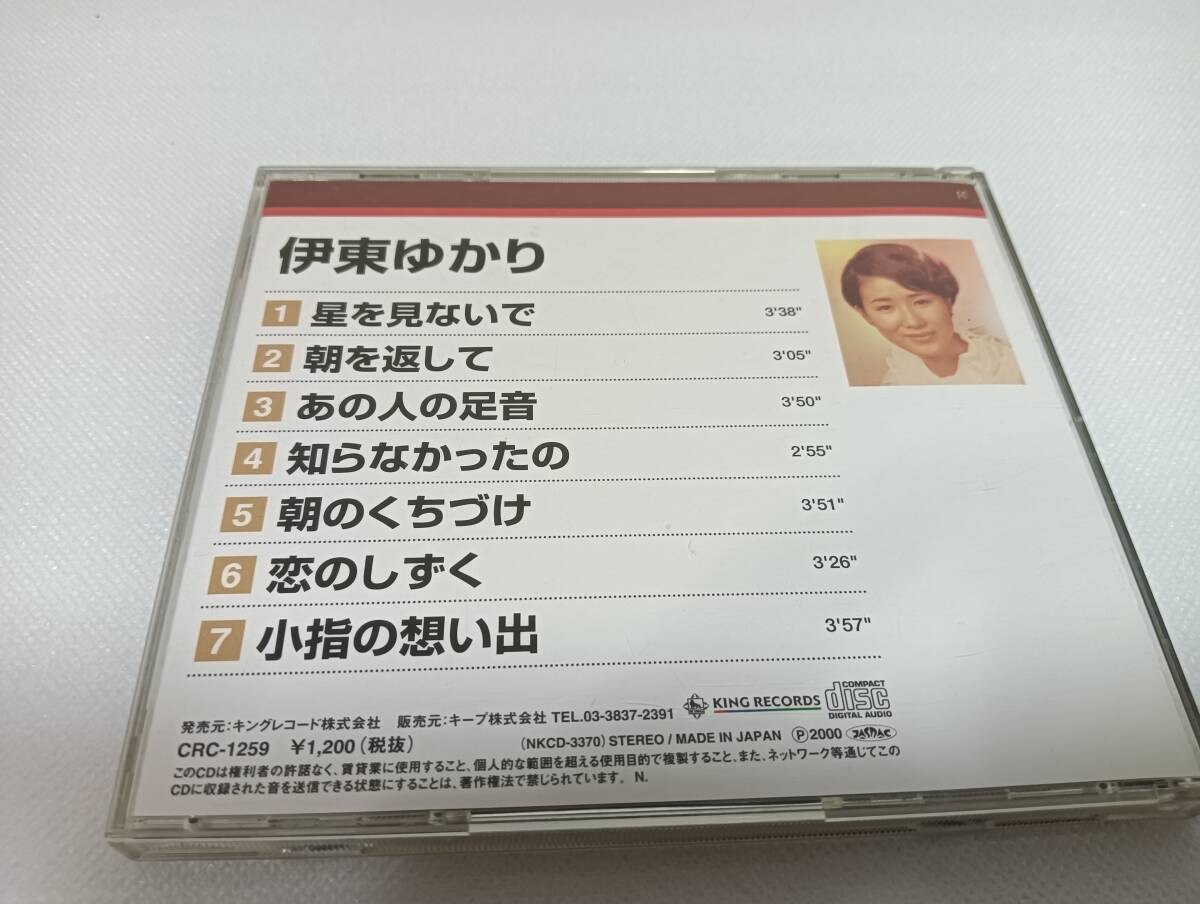 伊東ゆかり
1 星を見ないで 3'38"
2 朝を返して 3'05"
3 あの人の足音 3'50"
4 知らなかったの 2'55"
5 朝のくちづけ 3'51"
6 恋のしずく 3'26"
7 小指の想い出 3'57"
発売元:キングレコード株式会社 販売元:キープ株式会社 TEL.03-3837-2391 KING RECORDS COMPACT disc DIGITAL AUDIO
CRC-1259 ¥1,200(税抜) (NKCD-3370) STEREO / MADE IN JAPAN Ⓟ2000 JASRAC
このCDは権利者の許諾なく、賃貸業に使用すること、個人的な範囲を超える使用目的で複製すること、また、ネットワーク等通じてこの
CDに収録された音を送信できる状態にすることは、著作権法で禁じられています。 N.